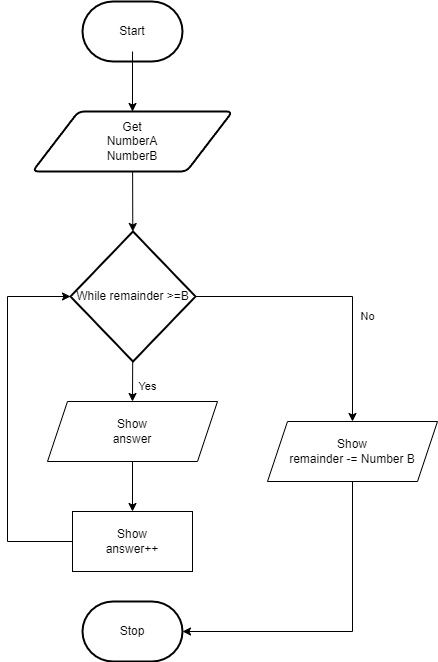 Start
Get
NumberA
NumberB
While remainder >=B
No
Yes
Show
answer
Show
remainder -= Number B
Show
answer++
Stop